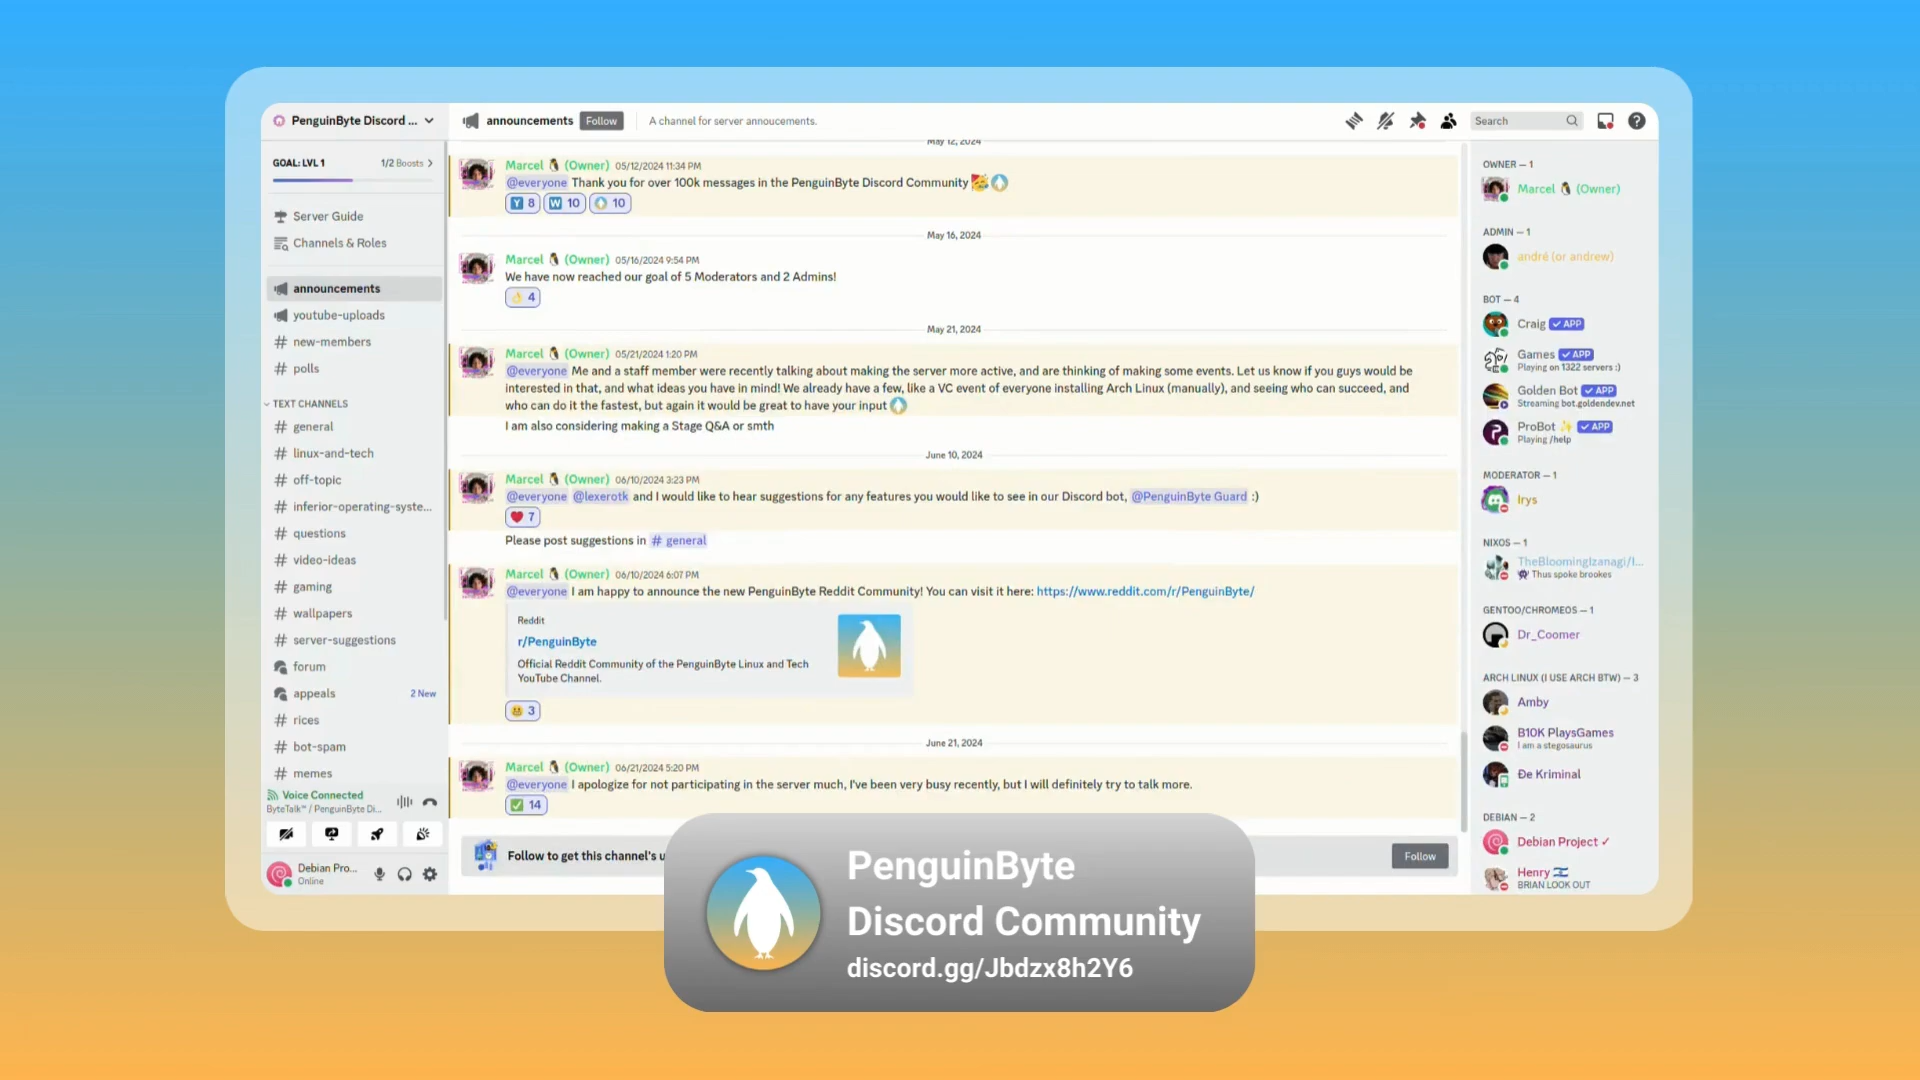 PenguinByte Discord ...
GOAL: LVL 1
1/2 Boosts
Server Guide
Channels & Roles
announcements
youtube-uploads
new-members
polls
TEXT CHANNELS
general
linux-and-tech
off-topic
inferior-operating-syste...
questions
video-ideas
gaming
wallpapers
server-suggestions
forum
appeals 2 New
rices
bot-spam
memes
Voice Connected
ByteTalk™ / PenguinByte Di...
Debian Pro...
Online
announcements Follow A channel for server annoucements.
Search
May 12, 2024
Marcel (Owner) 05/12/2024 11:34 PM
@everyone Thank you for over 100k messages in the PenguinByte Discord Community
Y 8 W 10 10
May 16, 2024
Marcel (Owner) 05/16/2024 9:54 PM
We have now reached our goal of 5 Moderators and 2 Admins!
4
May 21, 2024
Marcel (Owner) 05/21/2024 1:20 PM
@everyone Me and a staff member were recently talking about making the server more active, and are thinking of making some events. Let us know if you guys would be
interested in that, and what ideas you have in mind! We already have a few, like a VC event of everyone installing Arch Linux (manually), and seeing who can succeed, and
who can do it the fastest, but again it would be great to have your input
I am also considering making a Stage Q&A or smth
June 10, 2024
Marcel (Owner) 06/10/2024 3:23 PM
@everyone @lexerotk and I would like to hear suggestions for any features you would like to see in our Discord bot, @PenguinByte Guard :)
7
Please post suggestions in # general
Marcel (Owner) 06/10/2024 6:07 PM
@everyone I am happy to announce the new PenguinByte Reddit Community! You can visit it here: https://www.reddit.com/r/PenguinByte/
Reddit
r/PenguinByte
Official Reddit Community of the PenguinByte Linux and Tech
YouTube Channel.
3
June 21, 2024
Marcel (Owner) 06/21/2024 5:20 PM
@everyone I apologize for not participating in the server much, I've been very busy recently, but I will definitely try to talk more.
14
Follow to get this channel's u
Follow
OWNER — 1
Marcel (Owner)
ADMIN — 1
andré (or andrew)
BOT — 4
Craig APP
Games APP
Playing on 1322 servers :)
Golden Bot APP
Streaming bot.goldendev.net
ProBot APP
Playing /help
MODERATOR — 1
Irys
NIXOS — 1
TheBloomingIzanagi/I...
Thus spoke brookes
GENTOO/CHROMEOS — 1
Dr_Coomer
ARCH LINUX (I USE ARCH BTW) — 3
Amby
B10K PlaysGames
I am a stegosaurus
Đe Kriminal
DEBIAN — 2
Debian Project ✓
Henry
BRIAN LOOK OUT
PenguinByte
Discord Community
discord.gg/Jbdzx8h2Y6